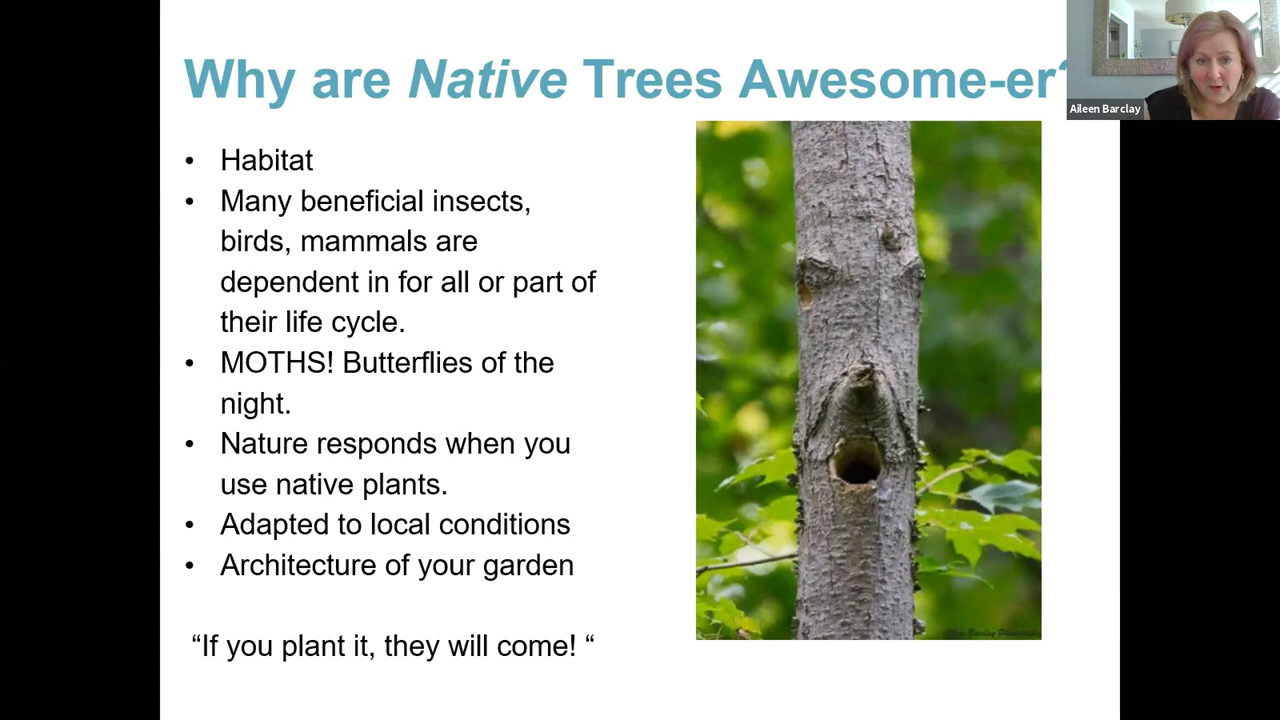 Why are Native Trees Awesome-er?
Aileen Barclay
• Habitat
• Many beneficial insects,
birds, mammals are
dependent in for all or part of
their life cycle.
• MOTHS! Butterflies of the
night.
• Nature responds when you
use native plants.
• Adapted to local conditions
• Architecture of your garden
“If you plant it, they will come! “
Barclay